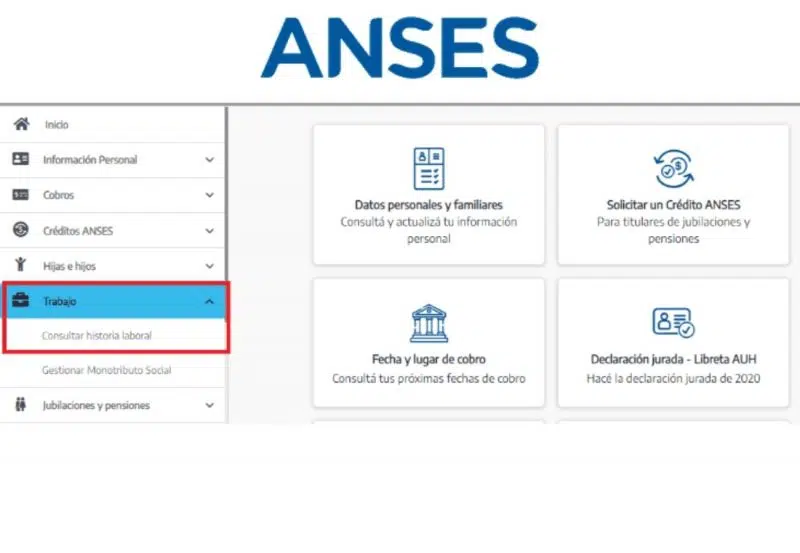 ANSES
Inicio
Información Personal
Cobros
Créditos ANSES
Hijas e hijos
Trabajo
Consultar historia laboral
Gestionar Monotributo Social
Jubilaciones y pensiones
Datos personales y familiares
Consultá y actualizá tu información
personal
Solicitar un Crédito ANSES
Para titulares de jubilaciones y
pensiones
Fecha y lugar de cobro
Consultá tus próximas fechas de cobro
Declaración jurada - Libreta AUH
Hacé la declaración jurada de 2020